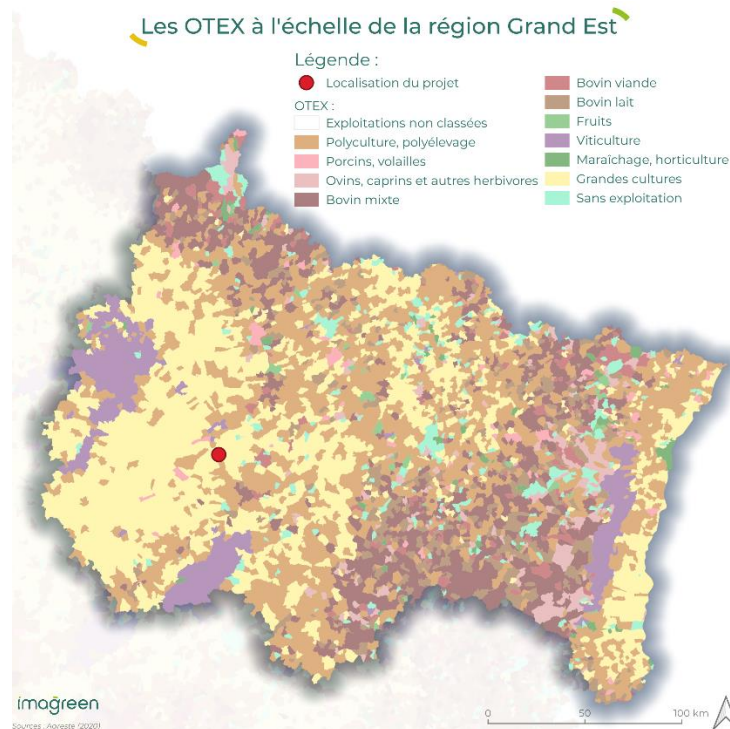 Les OTEX à l'échelle de la région Grand Est
Légende :
Localisation du projet
OTEX :
Exploitations non classées
Polyculture, polyélevage
Porcins, volailles
Ovins, caprins et autres herbivores
Bovin mixte
Bovin viande
Bovin lait
Fruits
Viticulture
Maraîchage, horticulture
Grandes cultures
Sans exploitation
imagreen
Sources : Agreste (2020)
0 50 100 km